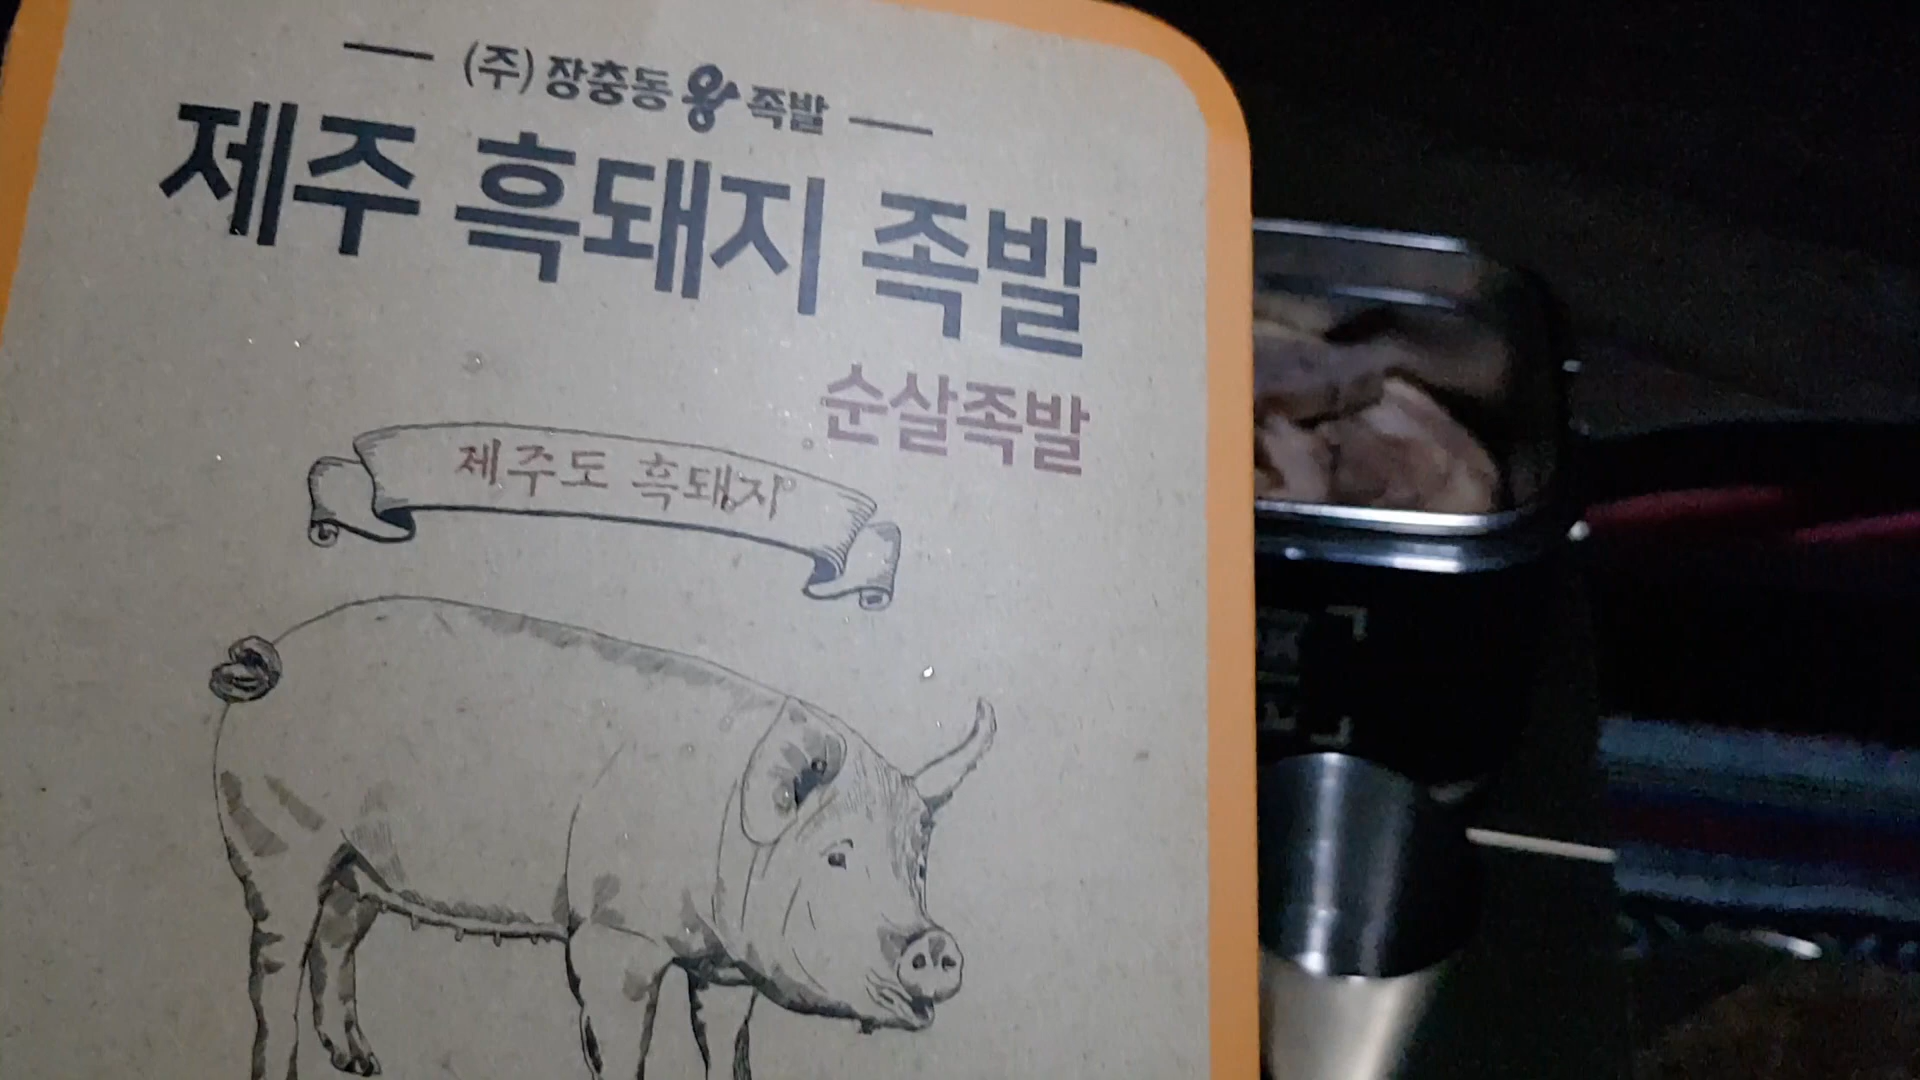 (주) 장충동 왕 족발
제주 흑돼지 족발
순살족발
제주도 흑돼지